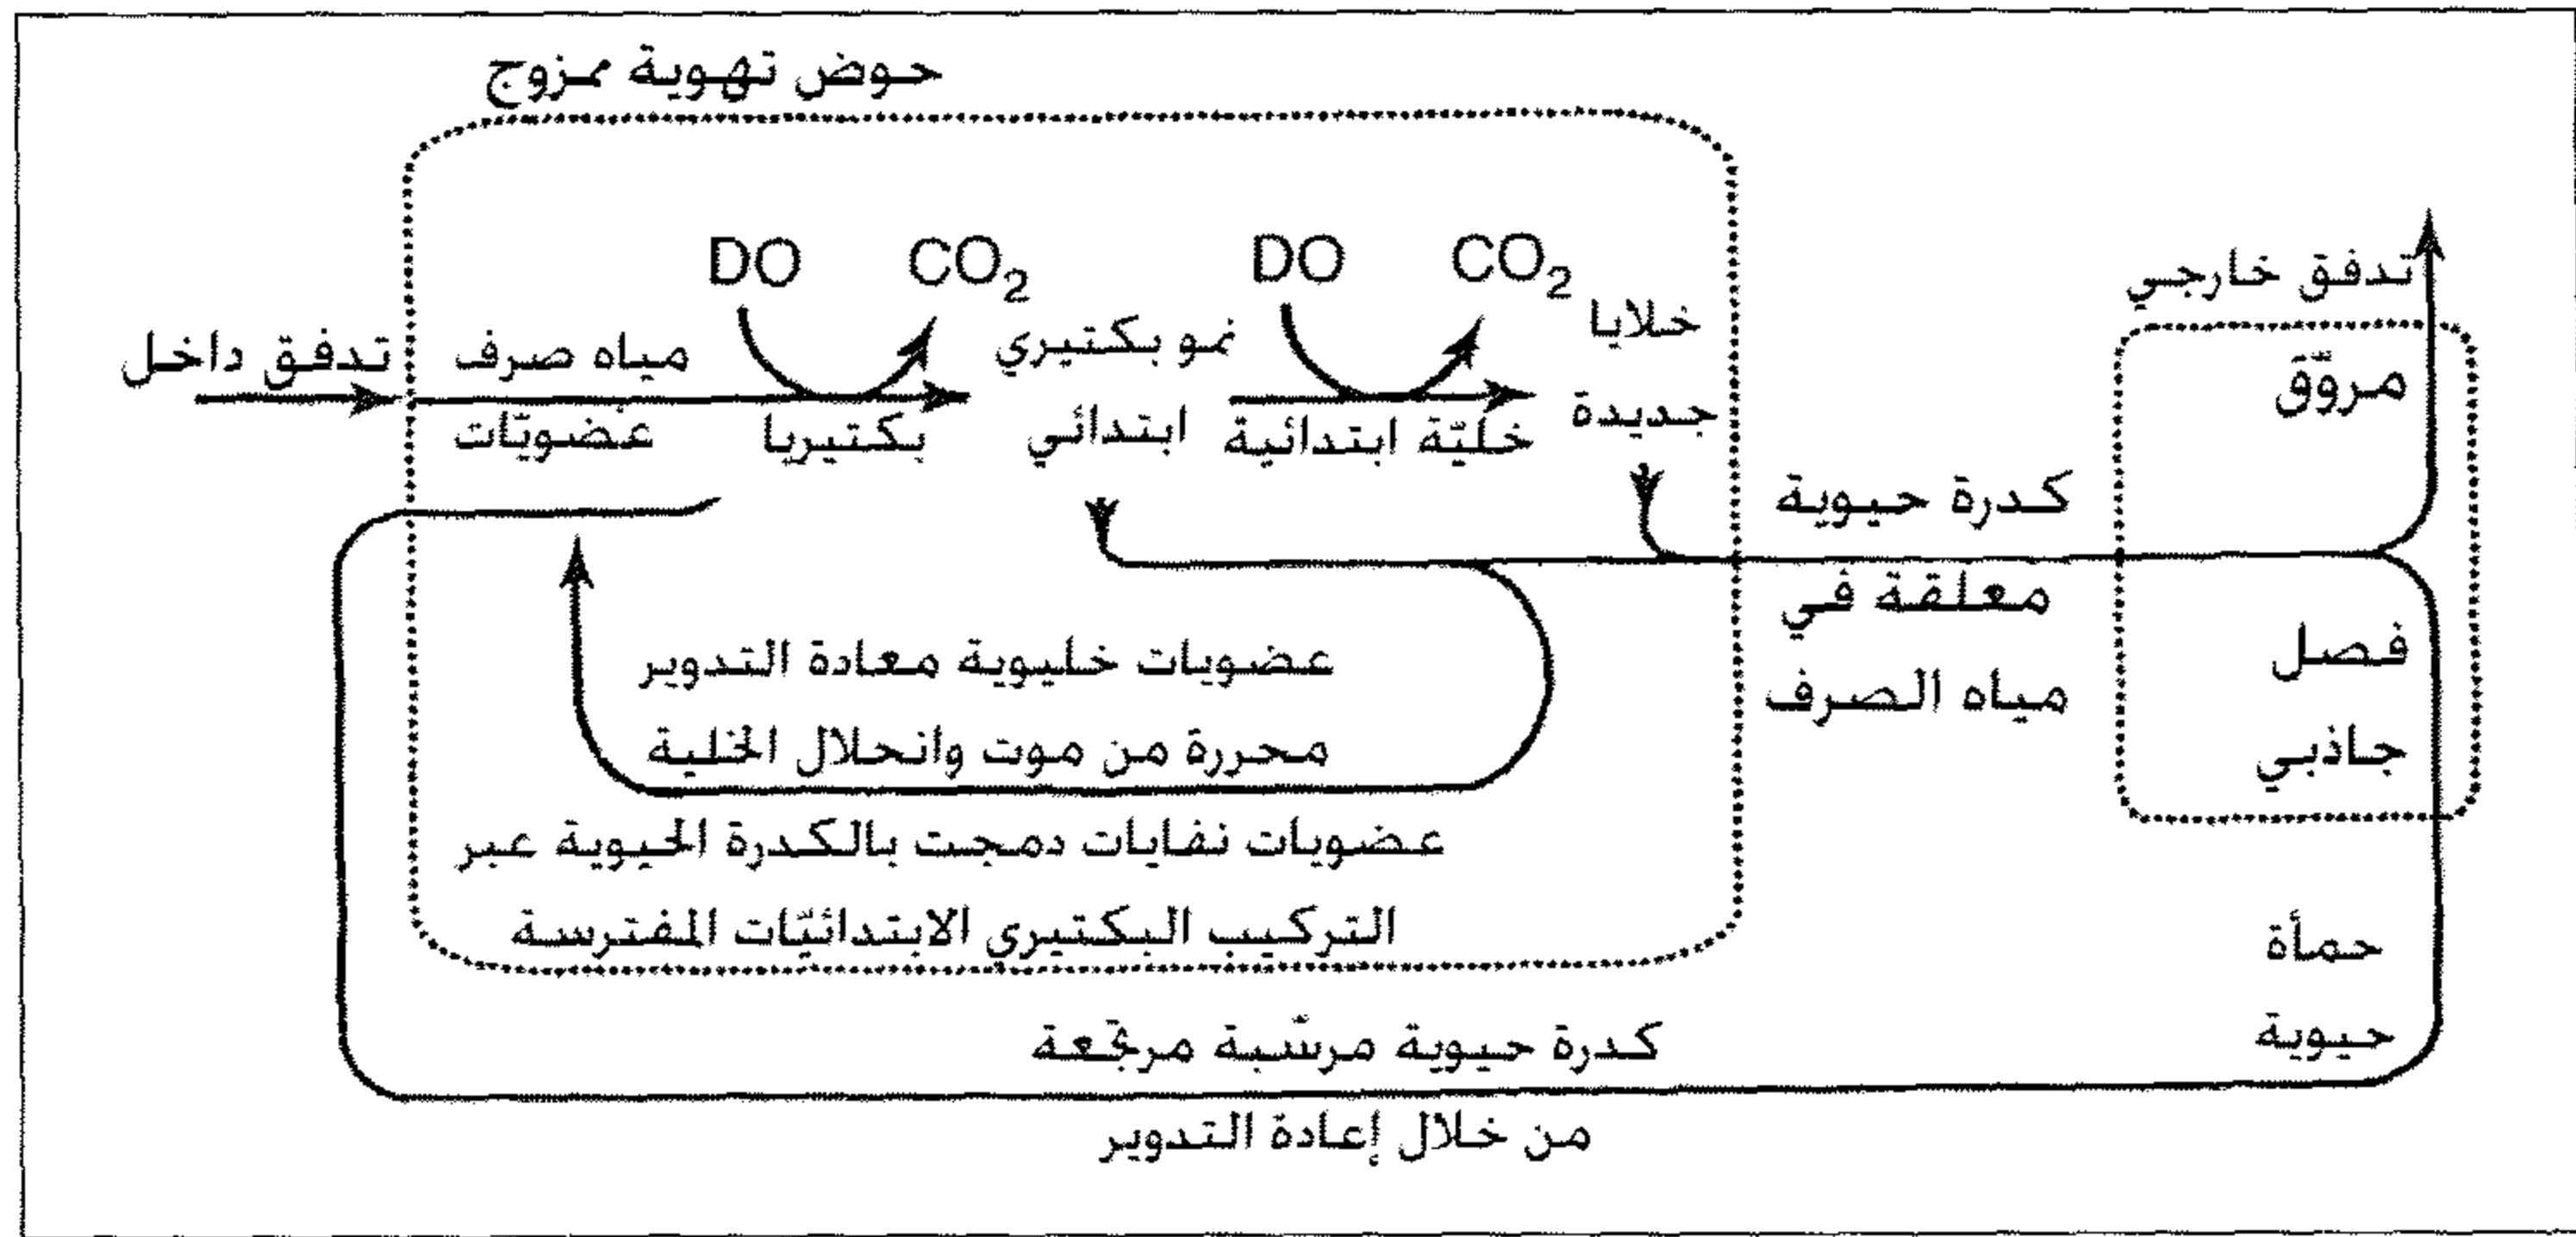 حوض تهوية ممزوج
DO CO2 DO CO2
تدفق خارجي
تدفق داخل
مياه صرف
عضويّات
بكتيريا
نمو بكتيري
ابتدائي
خليّة ابتدائية
خلايا
جديدة
مروّق
كدرة حيوية
معلقة في
مياه الصرف
فصل
جاذبي
عضويات خليوية معادة التدوير
محررة من موت وانحلال الخلية
عضويات نفايات دمجت بالكدرة الحيوية عبر
التركيب البكتيري الابتدائيّات المفترسة
حمأة
حيوية
كدرة حيوية مرسّبة مرجّعة
من خلال إعادة التدوير